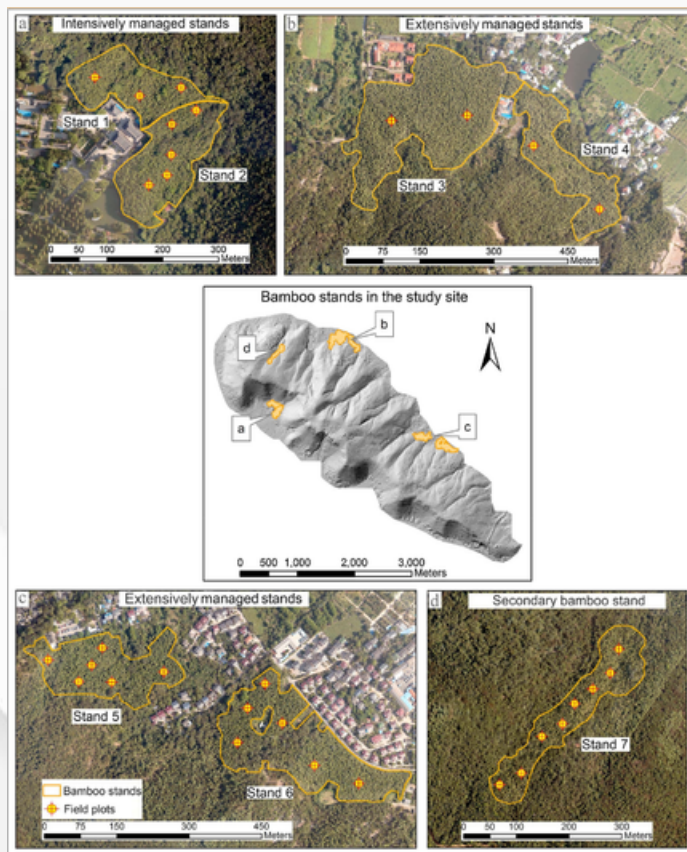 a
Intensively managed stands
Stand 1
Stand 2
0 50 100 200 300
Meters
b
Extensively managed stands
Stand 3
Stand 4
0 75 150 300 450
Meters
Bamboo stands in the study site
N
a
b
c
d
0 500 1,000 2,000 3,000
Meters
c
Extensively managed stands
Stand 5
Stand 6
Bamboo stands
Field plots
0 75 150 300 450
Meters
d
Secondary bamboo stand
Stand 7
0 50 100 200 300
Meters